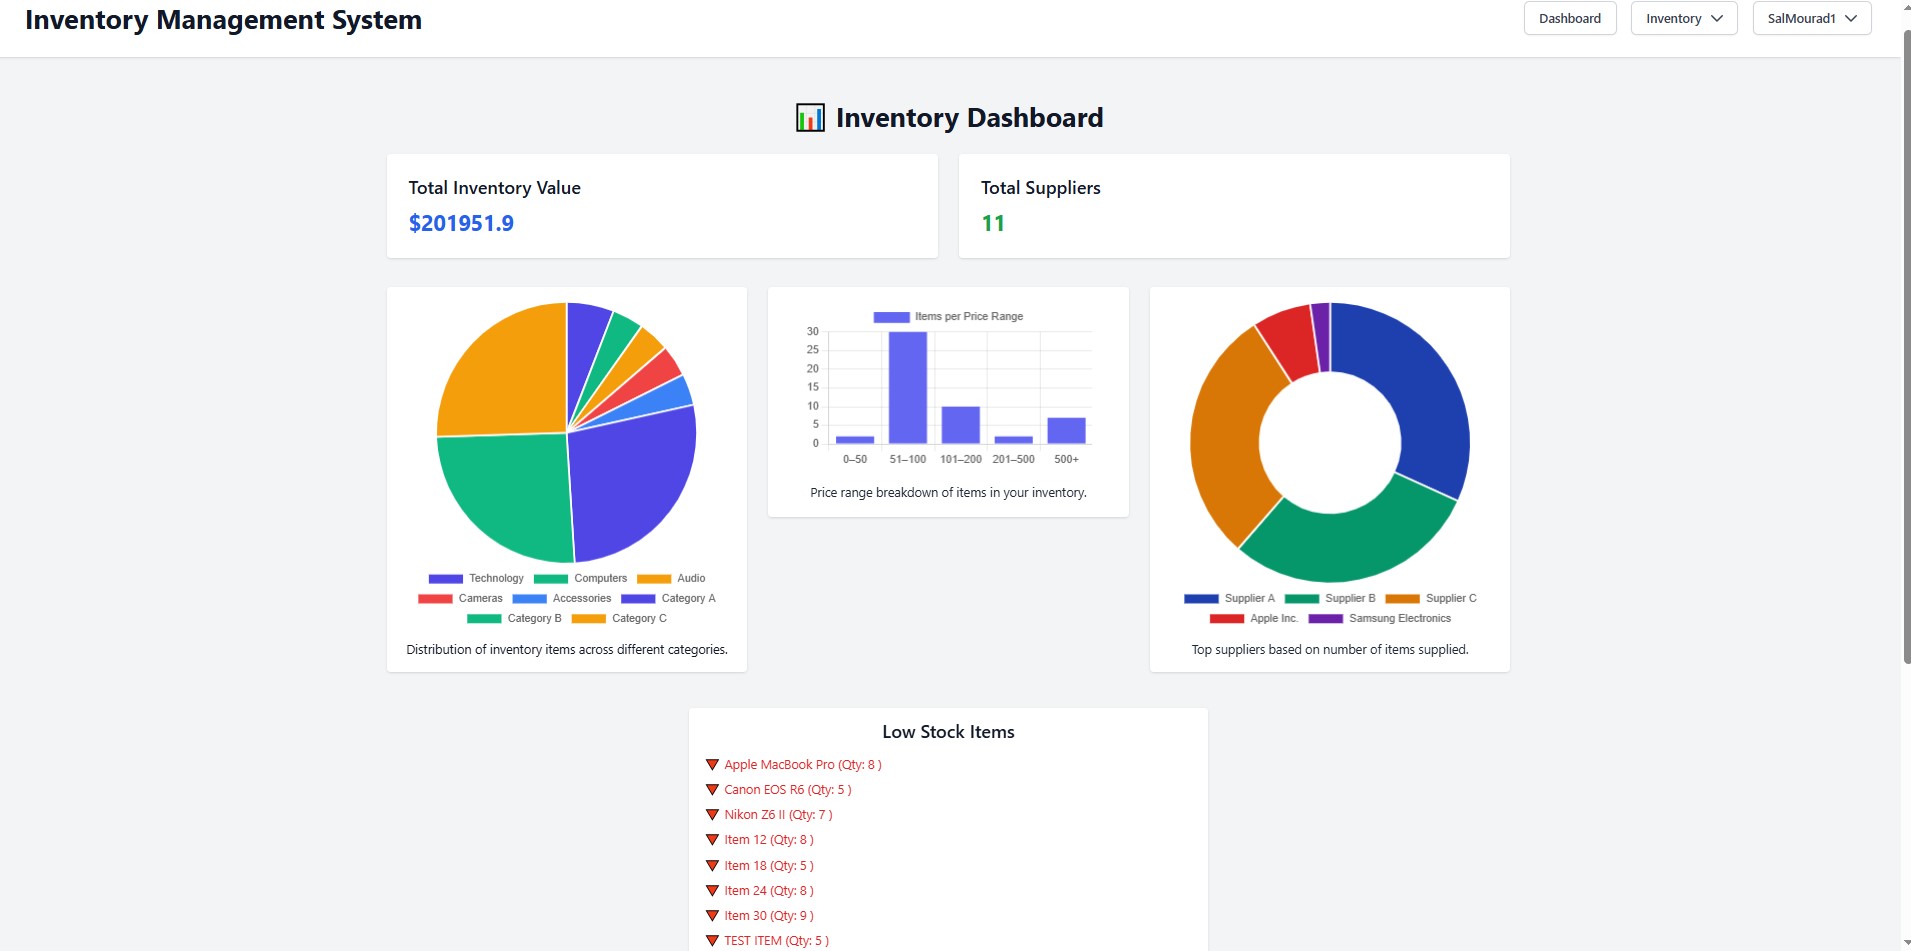 Inventory Management System
Dashboard
Inventory
SalMourad1
Inventory Dashboard
Total Inventory Value
$201951.9
Total Suppliers
11
Technology Computers Audio
Cameras Accessories Category A
Category B Category C
Distribution of inventory items across different categories.
Items per Price Range
30
25
20
15
10
5
0
0–50 51–100 101–200 201–500 500+
Price range breakdown of items in your inventory.
Supplier A Supplier B Supplier C
Apple Inc. Samsung Electronics
Top suppliers based on number of items supplied.
Low Stock Items
Apple MacBook Pro (Qty: 8 )
Canon EOS R6 (Qty: 5 )
Nikon Z6 II (Qty: 7 )
Item 12 (Qty: 8 )
Item 18 (Qty: 5 )
Item 24 (Qty: 8 )
Item 30 (Qty: 9 )
TEST ITEM (Qty: 5 )